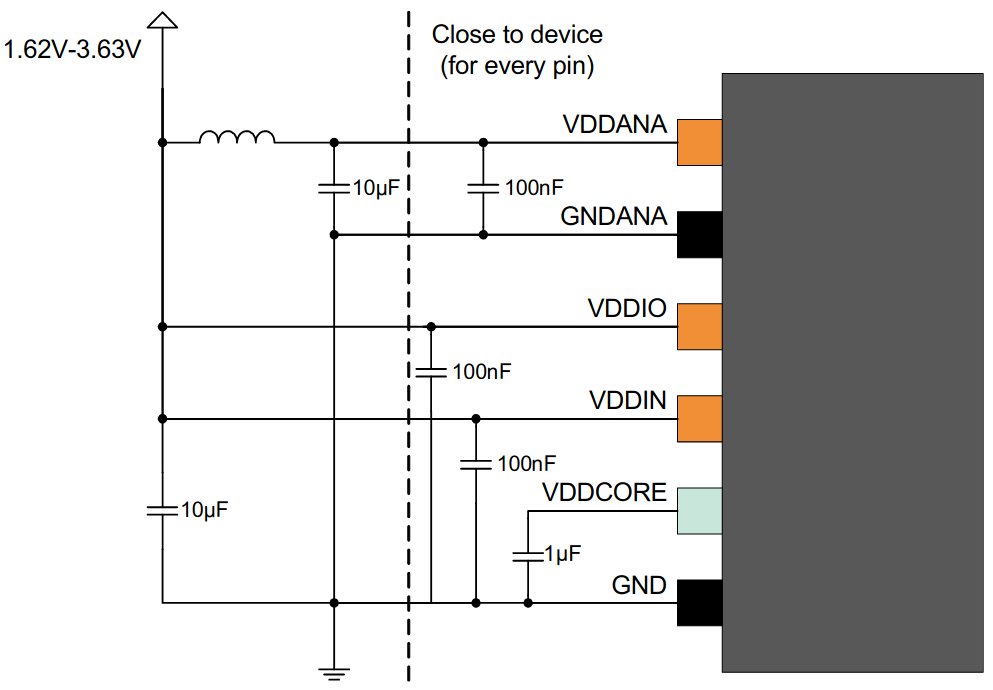 1.62V-3.63V
Close to device
(for every pin)
VDDANA
10µF
100nF
GNDANA
VDDIO
100nF
VDDIN
100nF
VDDCORE
10µF
1µF
GND